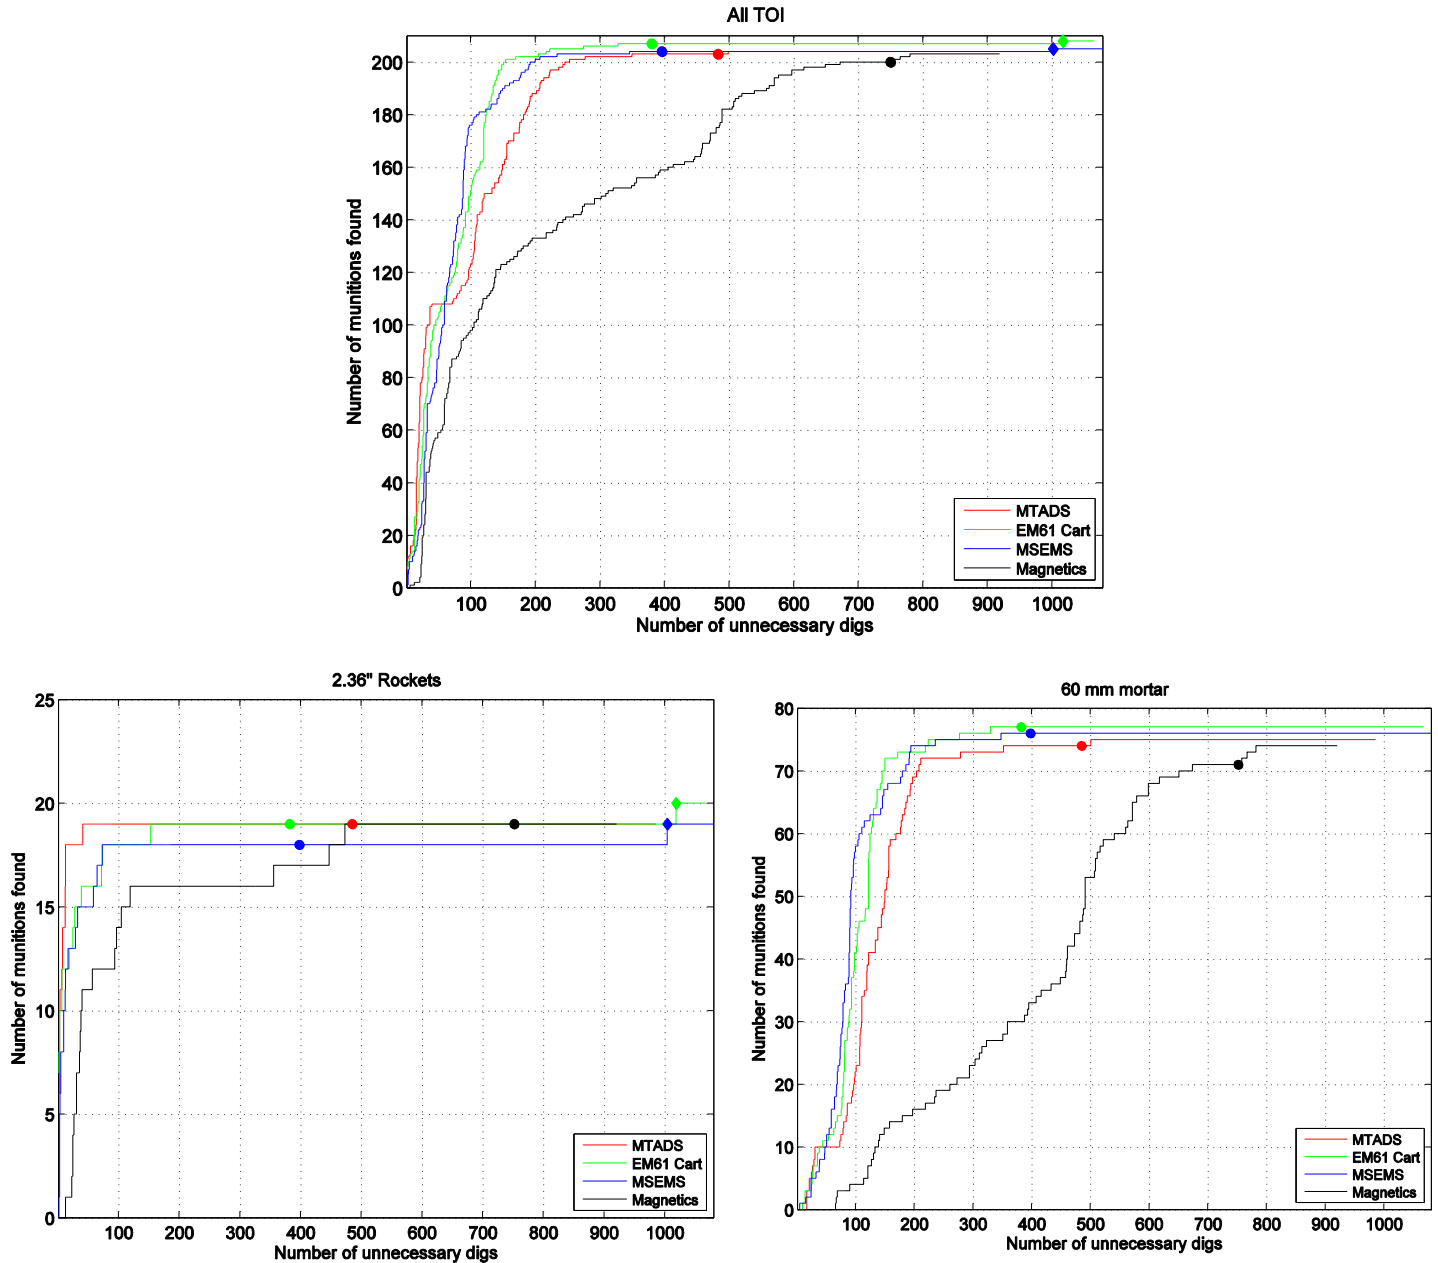 All TOI
Number of munitions found
200
180
160
140
120
100
80
60
40
20
0
100 200 300 400 500 600 700 800 900 1000
Number of unnecessary digs
MTADS
EM61 Cart
MSEMS
Magnetics
2.36" Rockets
Number of munitions found
25
20
15
10
5
0
100 200 300 400 500 600 700 800 900 1000
Number of unnecessary digs
MTADS
EM61 Cart
MSEMS
Magnetics
60 mm mortar
Number of munitions found
80
70
60
50
40
30
20
10
0
100 200 300 400 500 600 700 800 900 1000
Number of unnecessary digs
MTADS
EM61 Cart
MSEMS
Magnetics